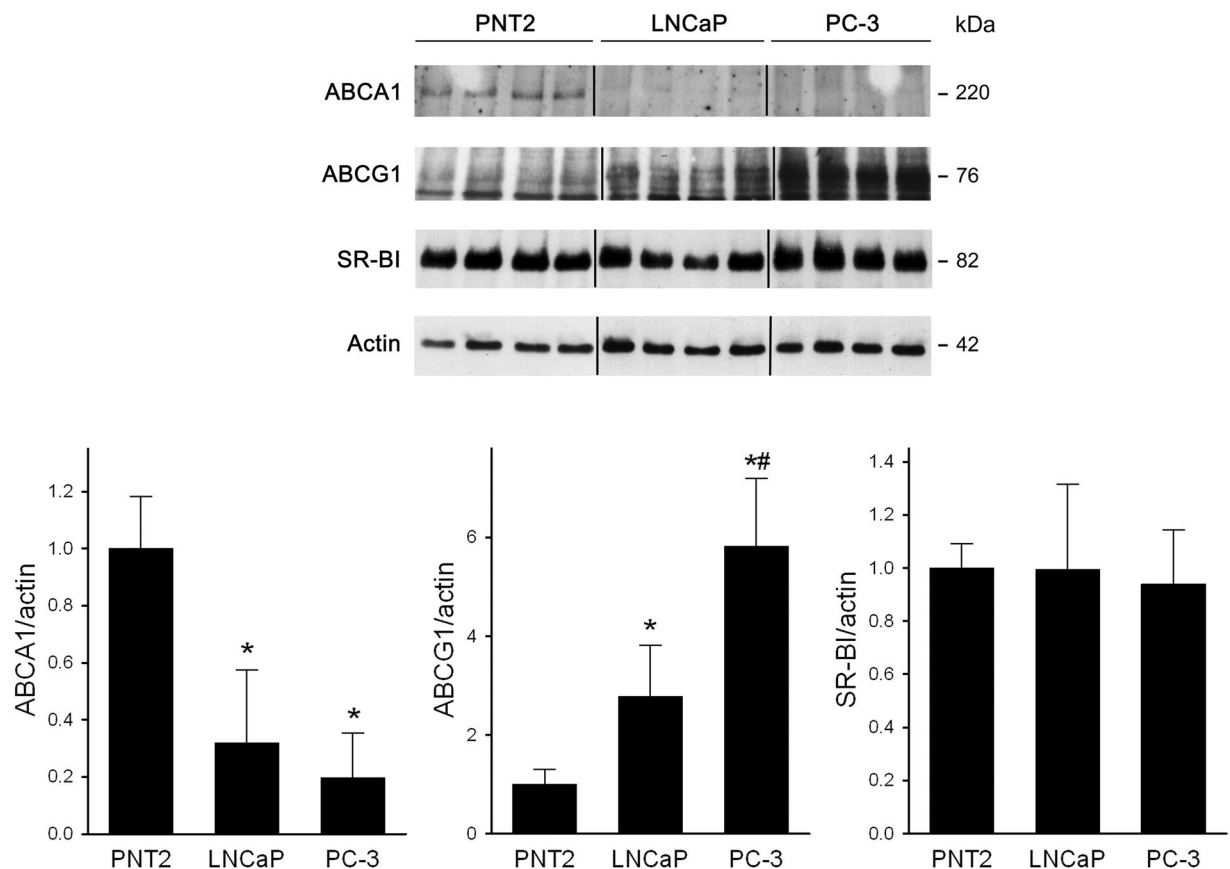 PNT2 LNCaP PC-3 kDa
ABCA1 - 220
ABCG1 - 76
SR-BI - 82
Actin - 42
ABCA1/actin
1.2
1.0
0.8
0.6
0.4
0.2
0.0
*
*
PNT2 LNCaP PC-3
ABCG1/actin
6
4
2
0
*
*#
PNT2 LNCaP PC-3
SR-BI/actin
1.4
1.2
1.0
0.8
0.6
0.4
0.2
0.0
PNT2 LNCaP PC-3